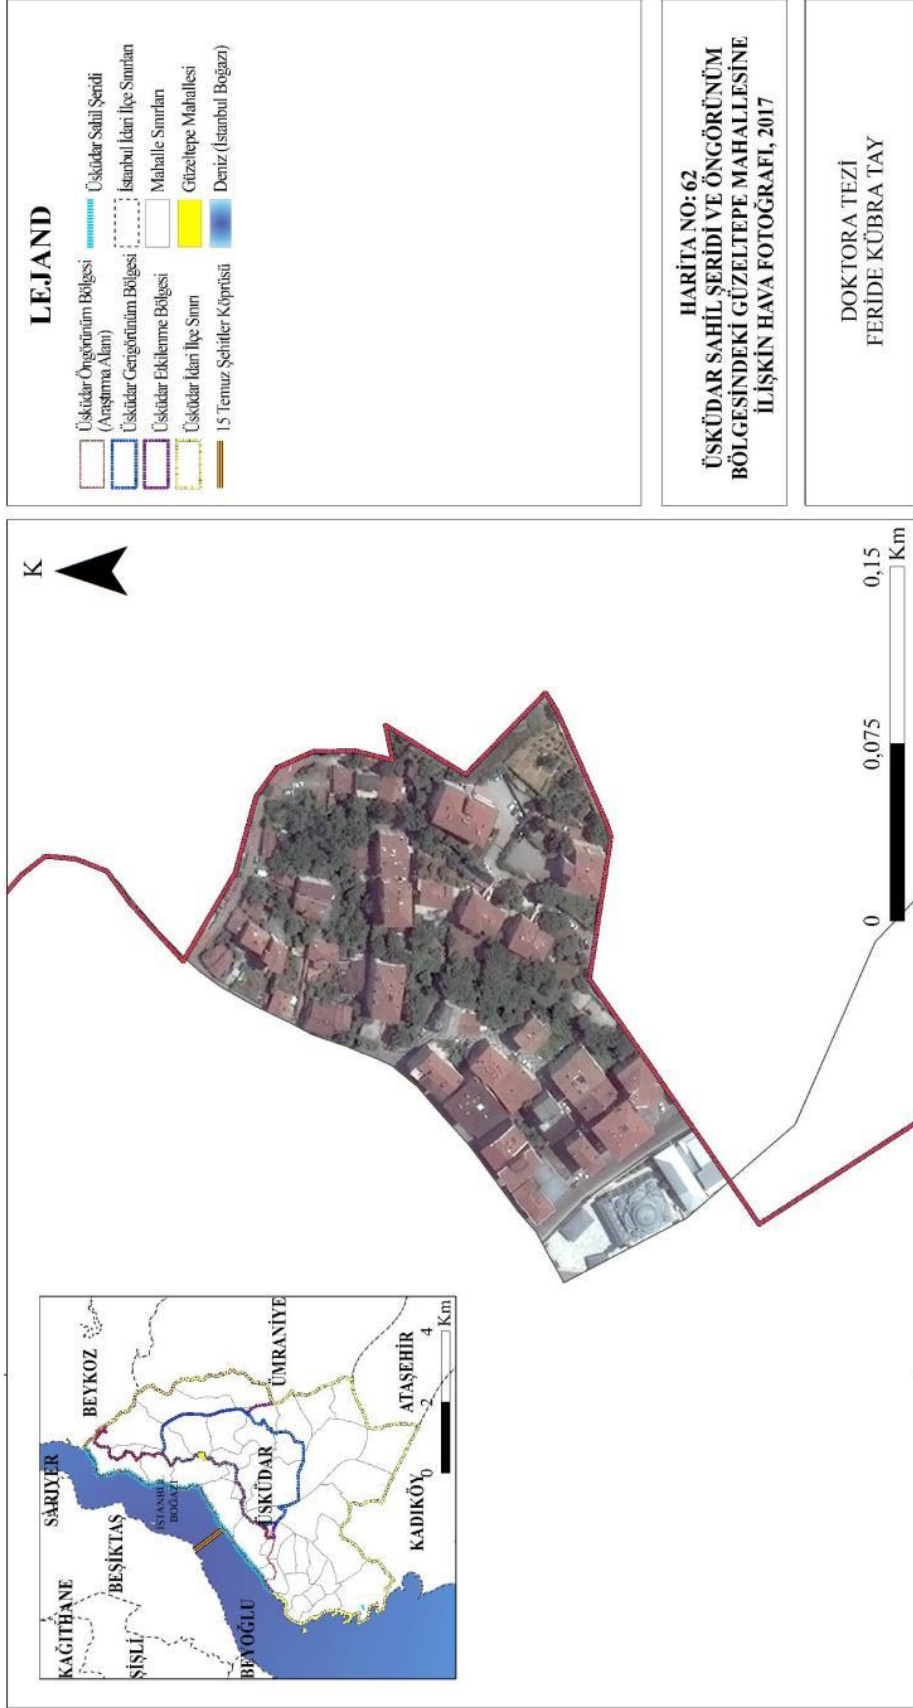 KAĞITHANE
SARIYER
BEYKOZ
ŞİŞLİ
BEŞİKTAŞ
İSTANBUL
BOĞAZI
BEYOĞLU
ÜSKÜDAR
ÜMRANİYE
KADIKÖY
ATAŞEHİR
0
2
4
Km
K
0
0,075
0,15
Km
LEJAND
Üsküdar Öngörünüm Bölgesi
(Araştırma Alanı)
Üsküdar Gerigörünüm Bölgesi
Üsküdar Etkilenme Bölgesi
Üsküdar İdari İlçe Sınırı
15 Temuz Şehitler Köprüsü
Üsküdar Sahil Şeridi
İstanbul İdari İlçe Sınırları
Mahalle Sınırları
Güzeltepe Mahallesi
Deniz (İstanbul Boğazı)
HARİTA NO: 62
ÜSKÜDAR SAHİL ŞERİDİ VE ÖNGÖRÜNÜM
BÖLGESİNDEKİ GÜZELTEPE MAHALLESİNE
İLİŞKİN HAVA FOTOĞRAFI, 2017
DOKTORA TEZİ
FERİDE KÜBRA TAY